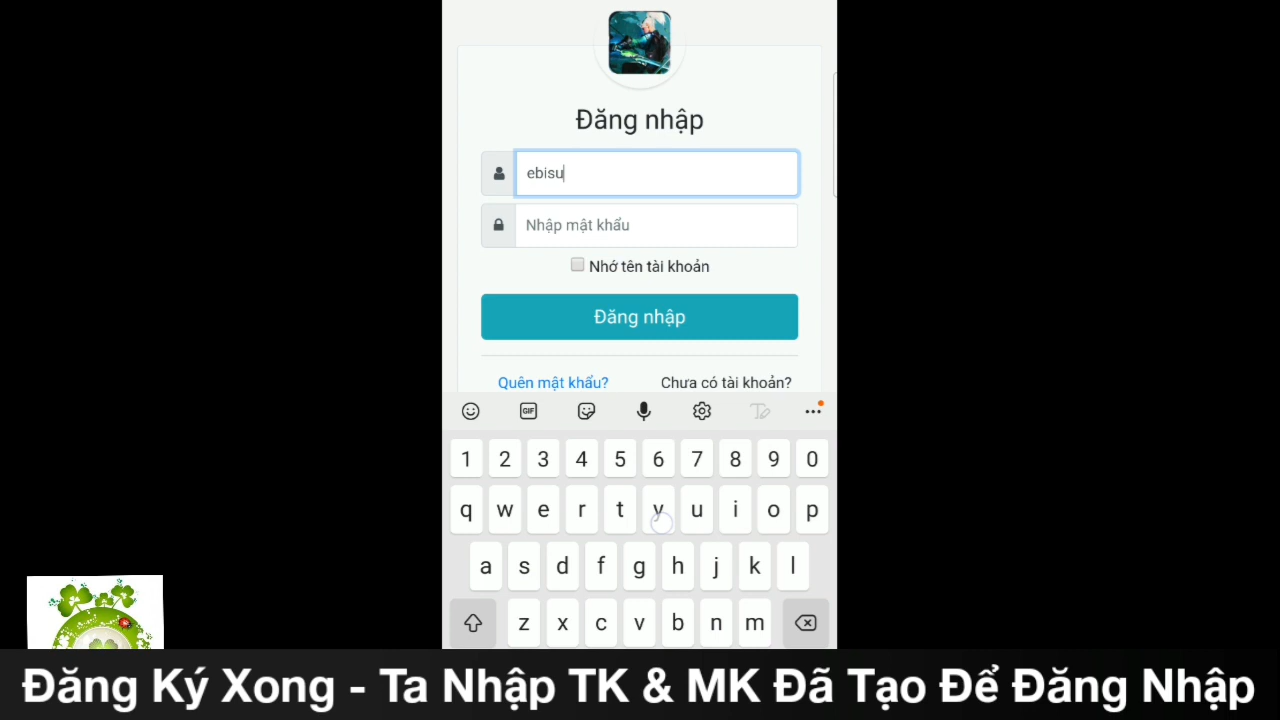 Đăng nhập
ebisu
Nhập mật khẩu
Nhớ tên tài khoản
Đăng nhập
Quên mật khẩu? Chưa có tài khoản?
GIF
1 2 3 4 5 6 7 8 9 0
q w e r t y u i o p
a s d f g h j k l
z x c v b n m
Đăng Ký Xong - Ta Nhập TK & MK Đã Tạo Để Đăng Nhập